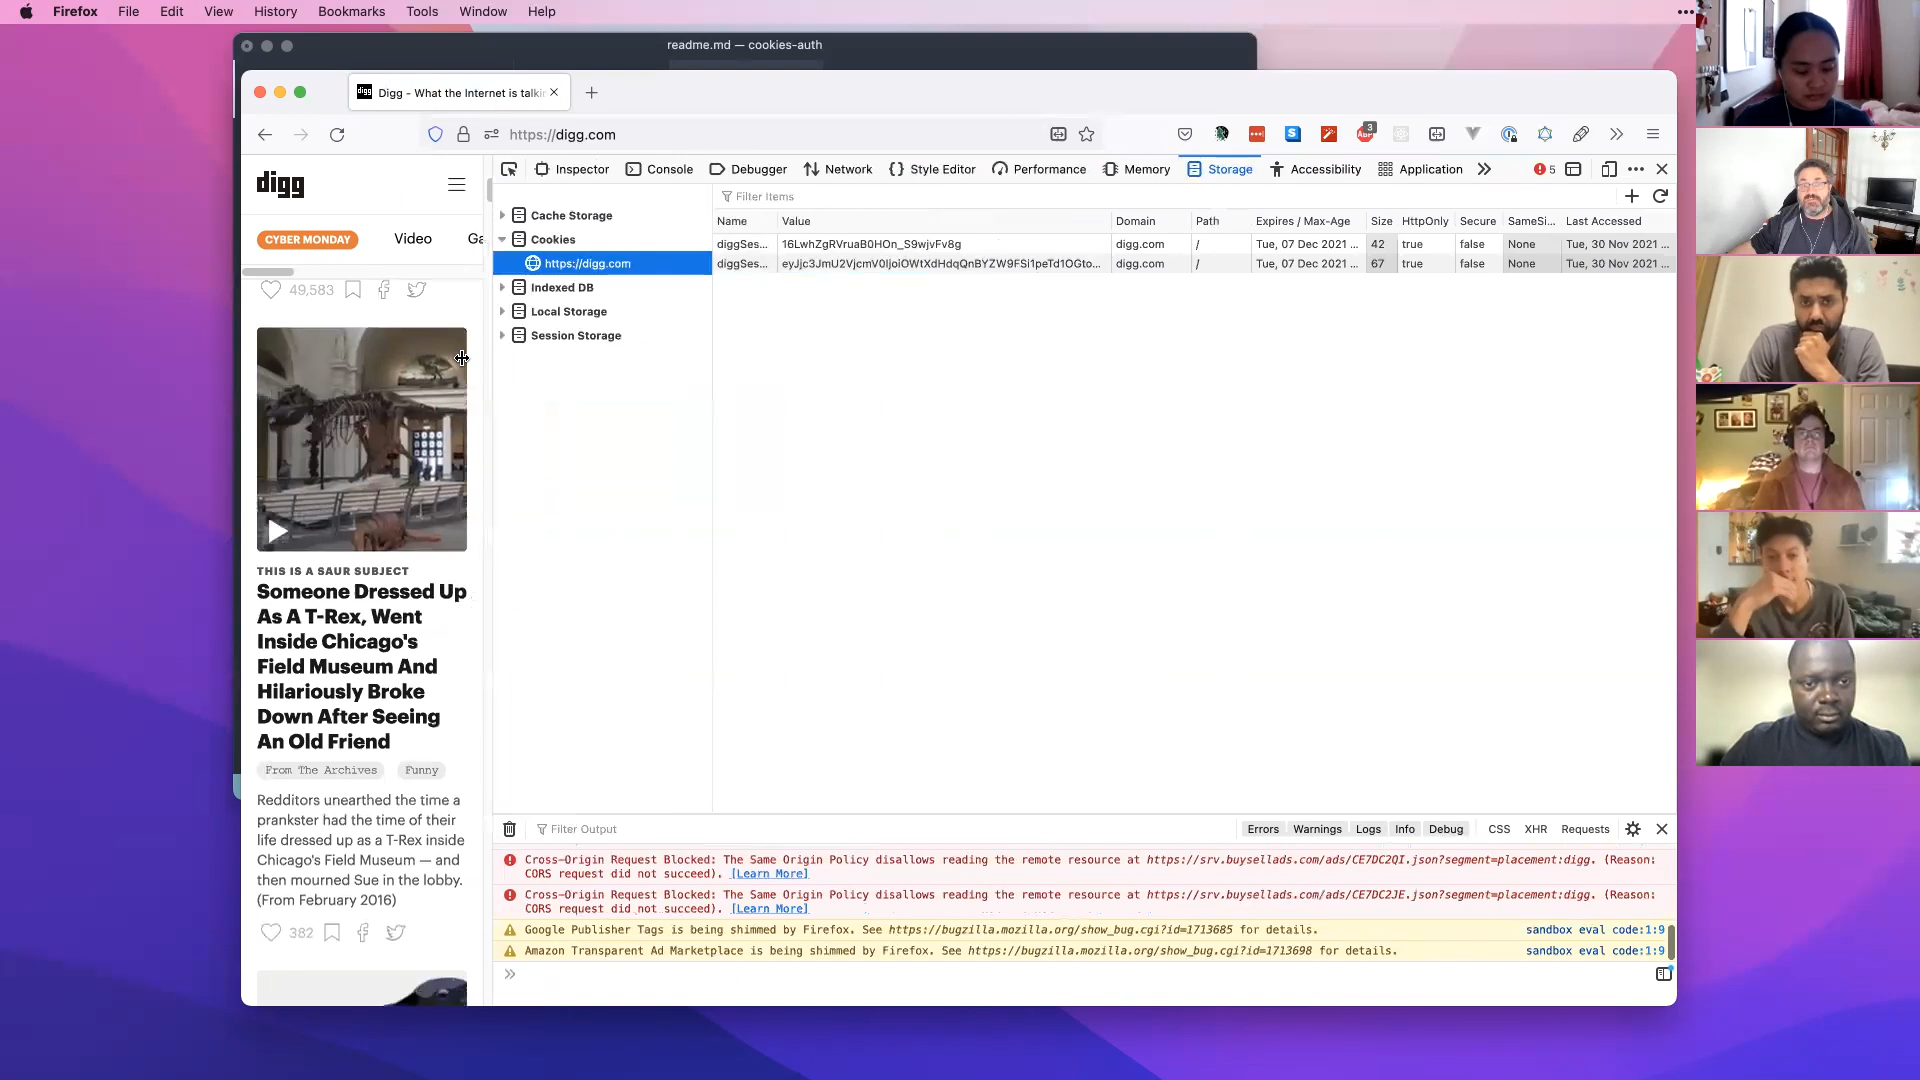 Firefox File Edit View History Bookmarks Tools Window Help
readme.md — cookies-auth
Digg - What the Internet is talki
https://digg.com
3
digg
CYBER MONDAY Video Ga
49,583
THIS IS A SAUR SUBJECT
Someone Dressed Up
As A T-Rex, Went
Inside Chicago's
Field Museum And
Hilariously Broke
Down After Seeing
An Old Friend
From The Archives Funny
Redditors unearthed the time a
prankster had the time of their
life dressed up as a T-Rex inside
Chicago's Field Museum — and
then mourned Sue in the lobby.
(From February 2016)
382
Inspector Console Debugger Network Style Editor Performance Memory Storage Accessibility Application 5
Cache Storage
Cookies
https://digg.com
Indexed DB
Local Storage
Session Storage
Filter Items
Name Value Domain Path Expires / Max-Age Size HttpOnly Secure SameSi... Last Accessed
diggSes... 16LwhZgRVruaB0HOn_S9wjvFv8g digg.com / Tue, 07 Dec 2021 ... 42 true false None Tue, 30 Nov 2021 ...
diggSes... digg.com / Tue, 07 Dec 2021 ... 67 true false None Tue, 30 Nov 2021 ...
Filter Output Errors Warnings Logs Info Debug CSS XHR Requests
Cross-Origin Request Blocked: The Same Origin Policy disallows reading the remote resource at https://srv.buysellads.com/ads/CE7DC2QI.json?segment=placement:digg. (Reason:
CORS request did not succeed). [Learn More]
Cross-Origin Request Blocked: The Same Origin Policy disallows reading the remote resource at https://srv.buysellads.com/ads/CE7DC2JE.json?segment=placement:digg. (Reason:
CORS request did not succeed). [Learn More]
Google Publisher Tags is being shimmed by Firefox. See https://bugzilla.mozilla.org/show_bug.cgi?id=1713685 for details. sandbox eval code:1:9
Amazon Transparent Ad Marketplace is being shimmed by Firefox. See https://bugzilla.mozilla.org/show_bug.cgi?id=1713698 for details. sandbox eval code:1:9